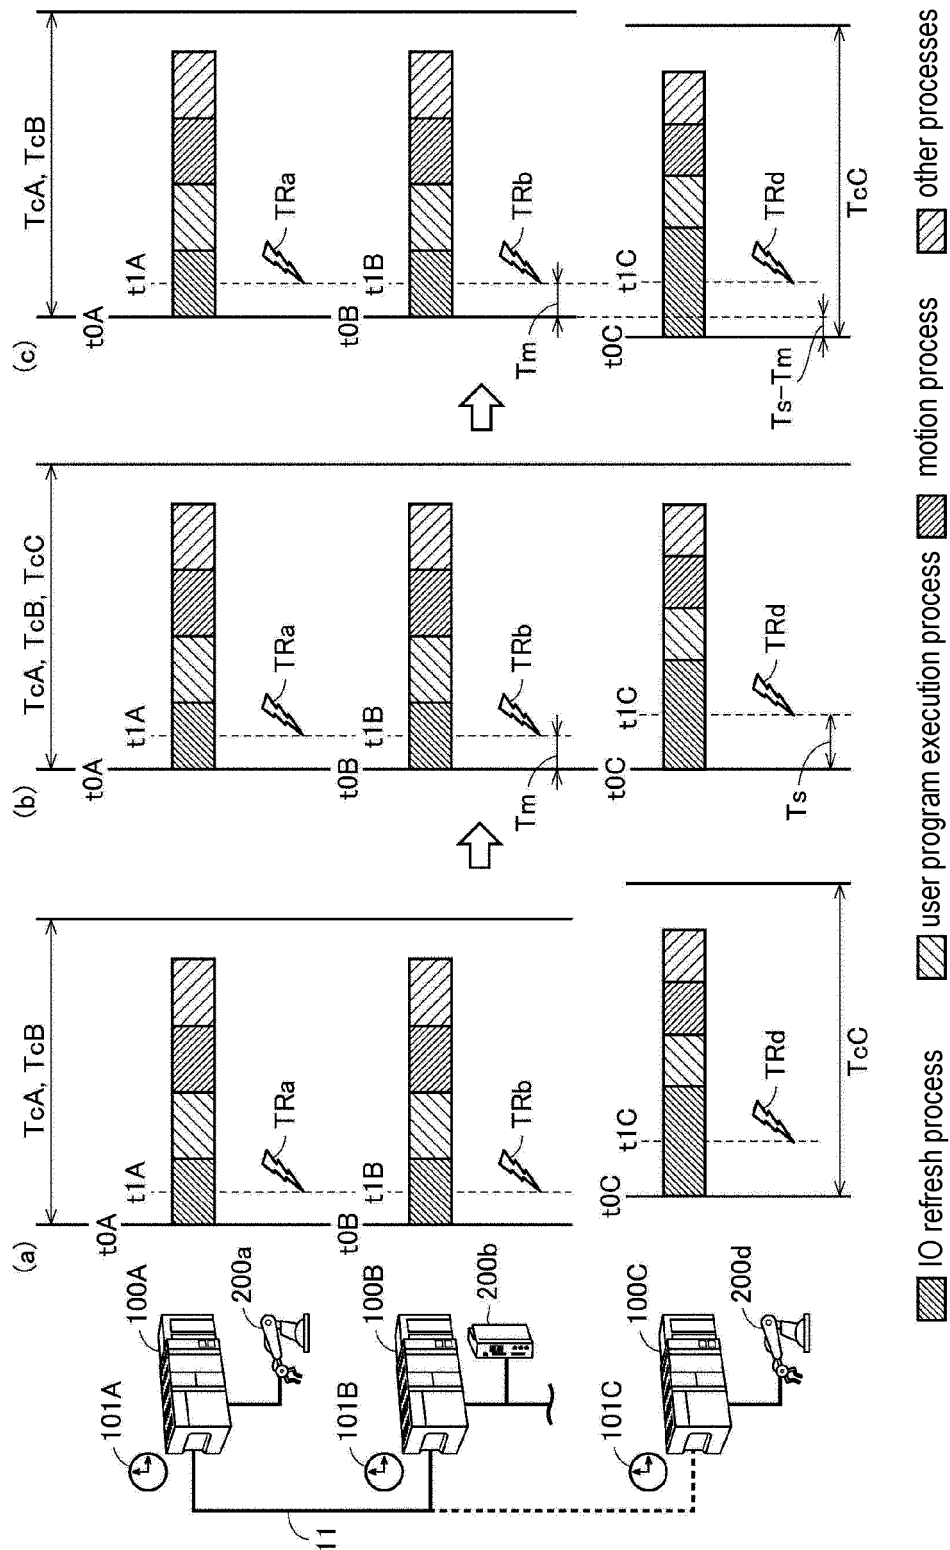 (a)
TcA, TcB
101A
100A
200a
t0A
t1A
TRa
11
101B
100B
200b
t0B
t1B
TRb
101C
100C
200d
t0C
t1C
TRd
TcC
(b)
TcA, TcB, TcC
t0A
t1A
TRa
t0B
t1B
TRb
Tm
t0C
t1C
TRd
Ts
(c)
TcA, TcB
t0A
t1A
TRa
t0B
t1B
TRb
Tm
t0C
t1C
TRd
Ts-Tm
TcC
IO refresh process
user program execution process
motion process
other processes